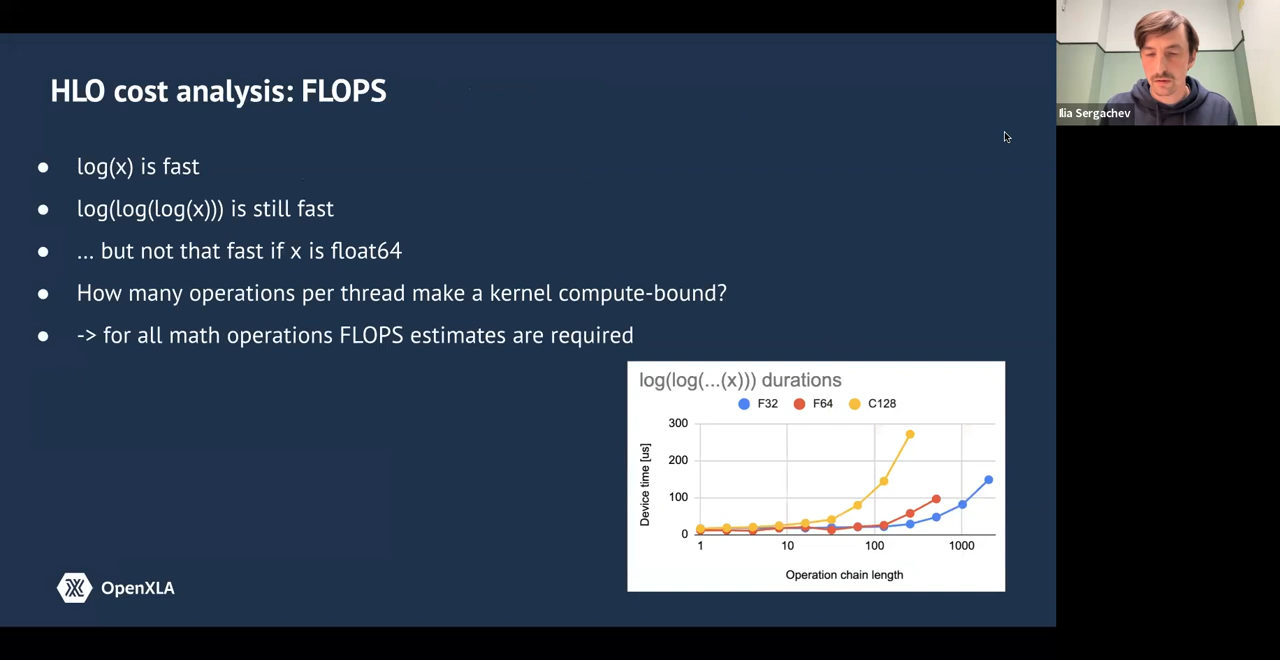 HLO cost analysis: FLOPS
● log(x) is fast
● log(log(log(x))) is still fast
● ... but not that fast if x is float64
● How many operations per thread make a kernel compute-bound?
● -> for all math operations FLOPS estimates are required
log(log(...(x))) durations
F32 F64 C128
Device time [us]
300
200
100
0
1 10 100 1000
Operation chain length
OpenXLA
Ilia Sergachev